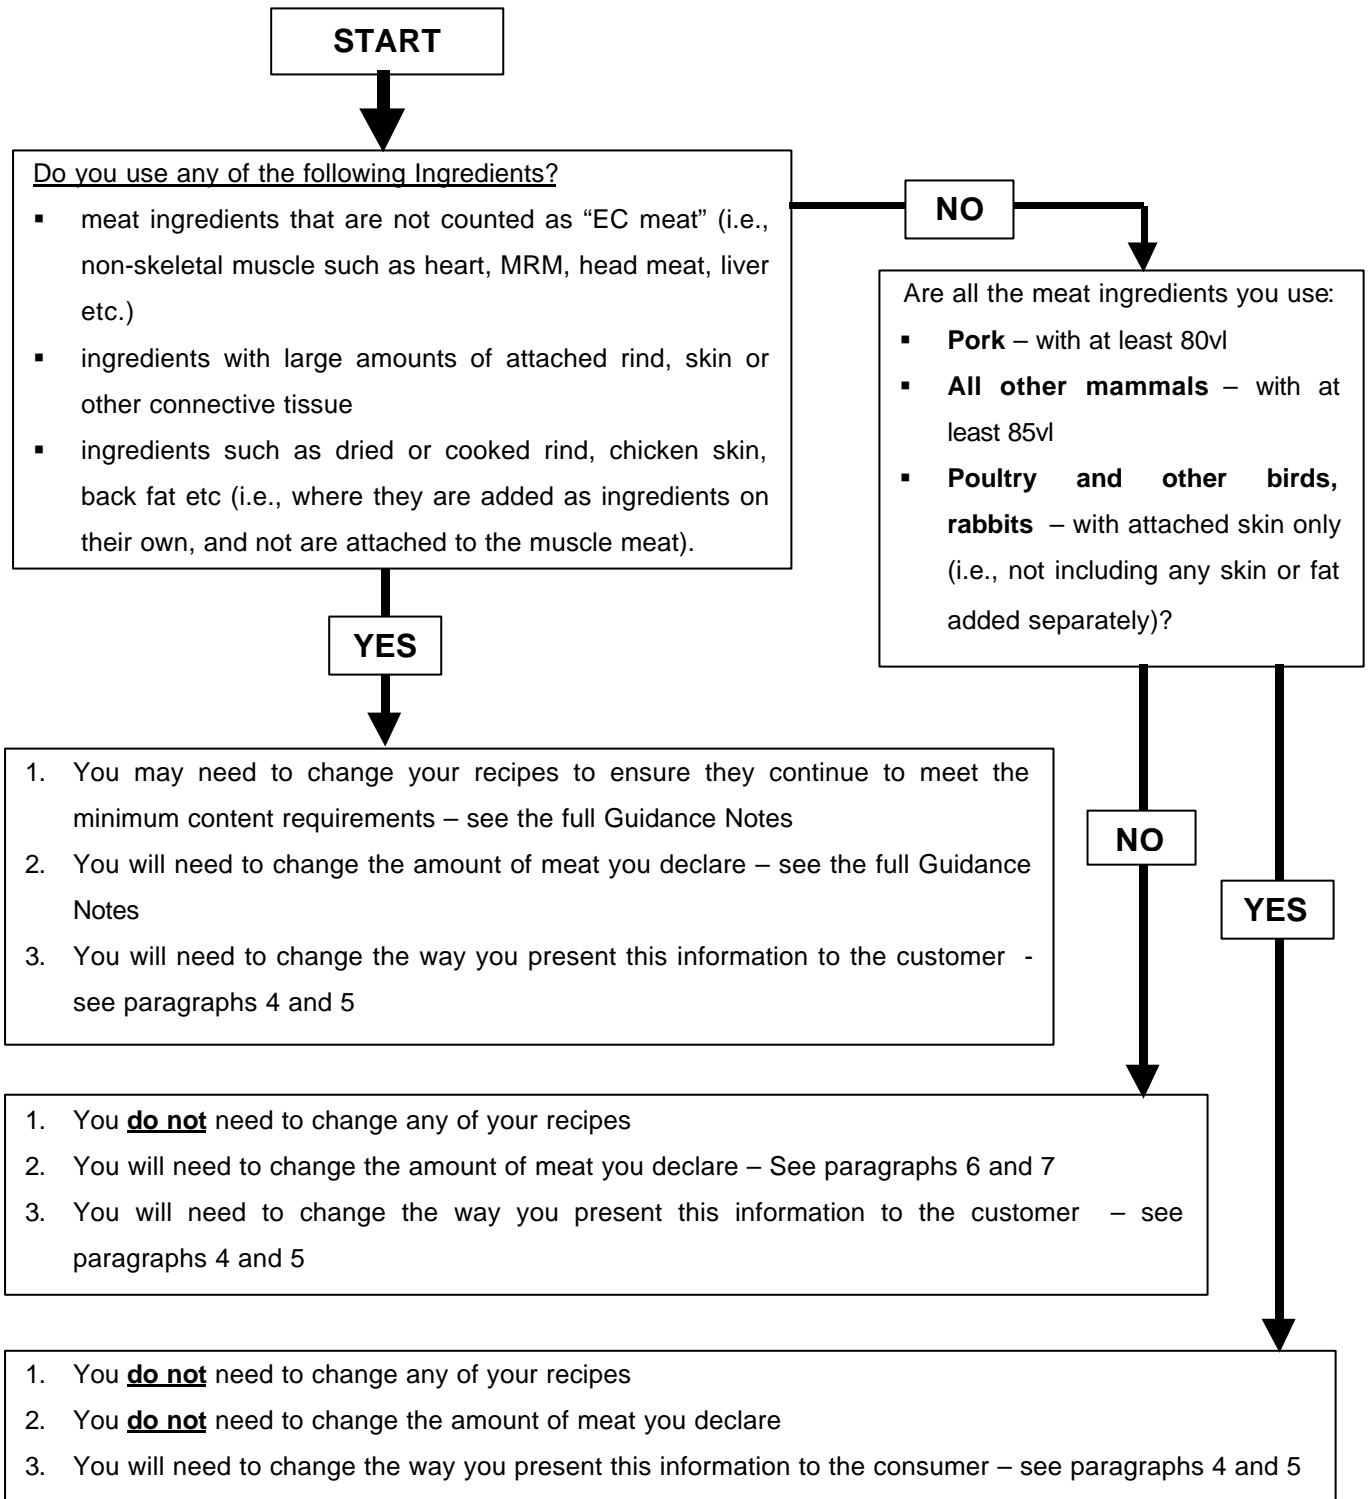 START
Do you use any of the following Ingredients?
▪ meat ingredients that are not counted as “EC meat” (i.e.,
non-skeletal muscle such as heart, MRM, head meat, liver
etc.)
▪ ingredients with large amounts of attached rind, skin or
other connective tissue
▪ ingredients such as dried or cooked rind, chicken skin,
back fat etc (i.e., where they are added as ingredients on
their own, and not are attached to the muscle meat).
NO
Are all the meat ingredients you use:
▪ Pork – with at least 80vl
▪ All other mammals – with at
least 85vl
▪ Poultry and other birds,
rabbits – with attached skin only
(i.e., not including any skin or fat
added separately)?
YES
1. You may need to change your recipes to ensure they continue to meet the
minimum content requirements – see the full Guidance Notes
2. You will need to change the amount of meat you declare – see the full Guidance
Notes
3. You will need to change the way you present this information to the customer -
see paragraphs 4 and 5
NO
YES
1. You do not need to change any of your recipes
2. You will need to change the amount of meat you declare – See paragraphs 6 and 7
3. You will need to change the way you present this information to the customer – see
paragraphs 4 and 5
1. You do not need to change any of your recipes
2. You do not need to change the amount of meat you declare
3. You will need to change the way you present this information to the consumer – see paragraphs 4 and 5